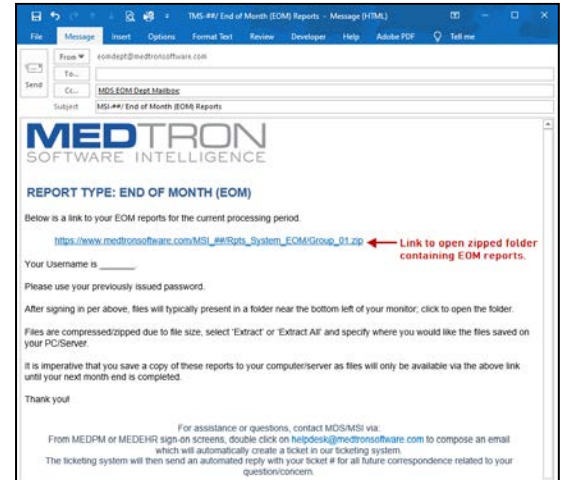 TMS-##/ End of Month (EOM) Reports - Message (HTML)
File Message Insert Options Format Text Review Developer Help Adobe PDF Tell me
From eomdept@medtronsoftware.com
To...
Send
Cc... MDS EOM Dept Mailbox
Subject MSI-##/ End of Month (EOM) Reports
MEDTRON
SOFTWARE INTELLIGENCE
REPORT TYPE: END OF MONTH (EOM)
Below is a link to your EOM reports for the current processing period.
https://www.medtronsoftware.com/MSI_##/Rpts_System_EOM/Group_01.zip
Link to open zipped folder
containing EOM reports.
Your Username is ______.
Please use your previously issued password.
After signing in per above, files will typically present in a folder near the bottom left of your monitor; click to open the folder.
Files are compressed/zipped due to file size, select 'Extract' or 'Extract All' and specify where you would like the files saved on
your PC/Server.
It is imperative that you save a copy of these reports to your computer/server as files will only be available via the above link
until your next month end is completed.
Thank you!
For assistance or questions, contact MDS/MSI via:
From MEDPM or MEDEHR sign-on screens, double click on helpdesk@medtronsoftware.com to compose an email
which will automatically create a ticket in our ticketing system.
The ticketing system will then send an automated reply with your ticket # for all future correspondence related to your
question/concern.